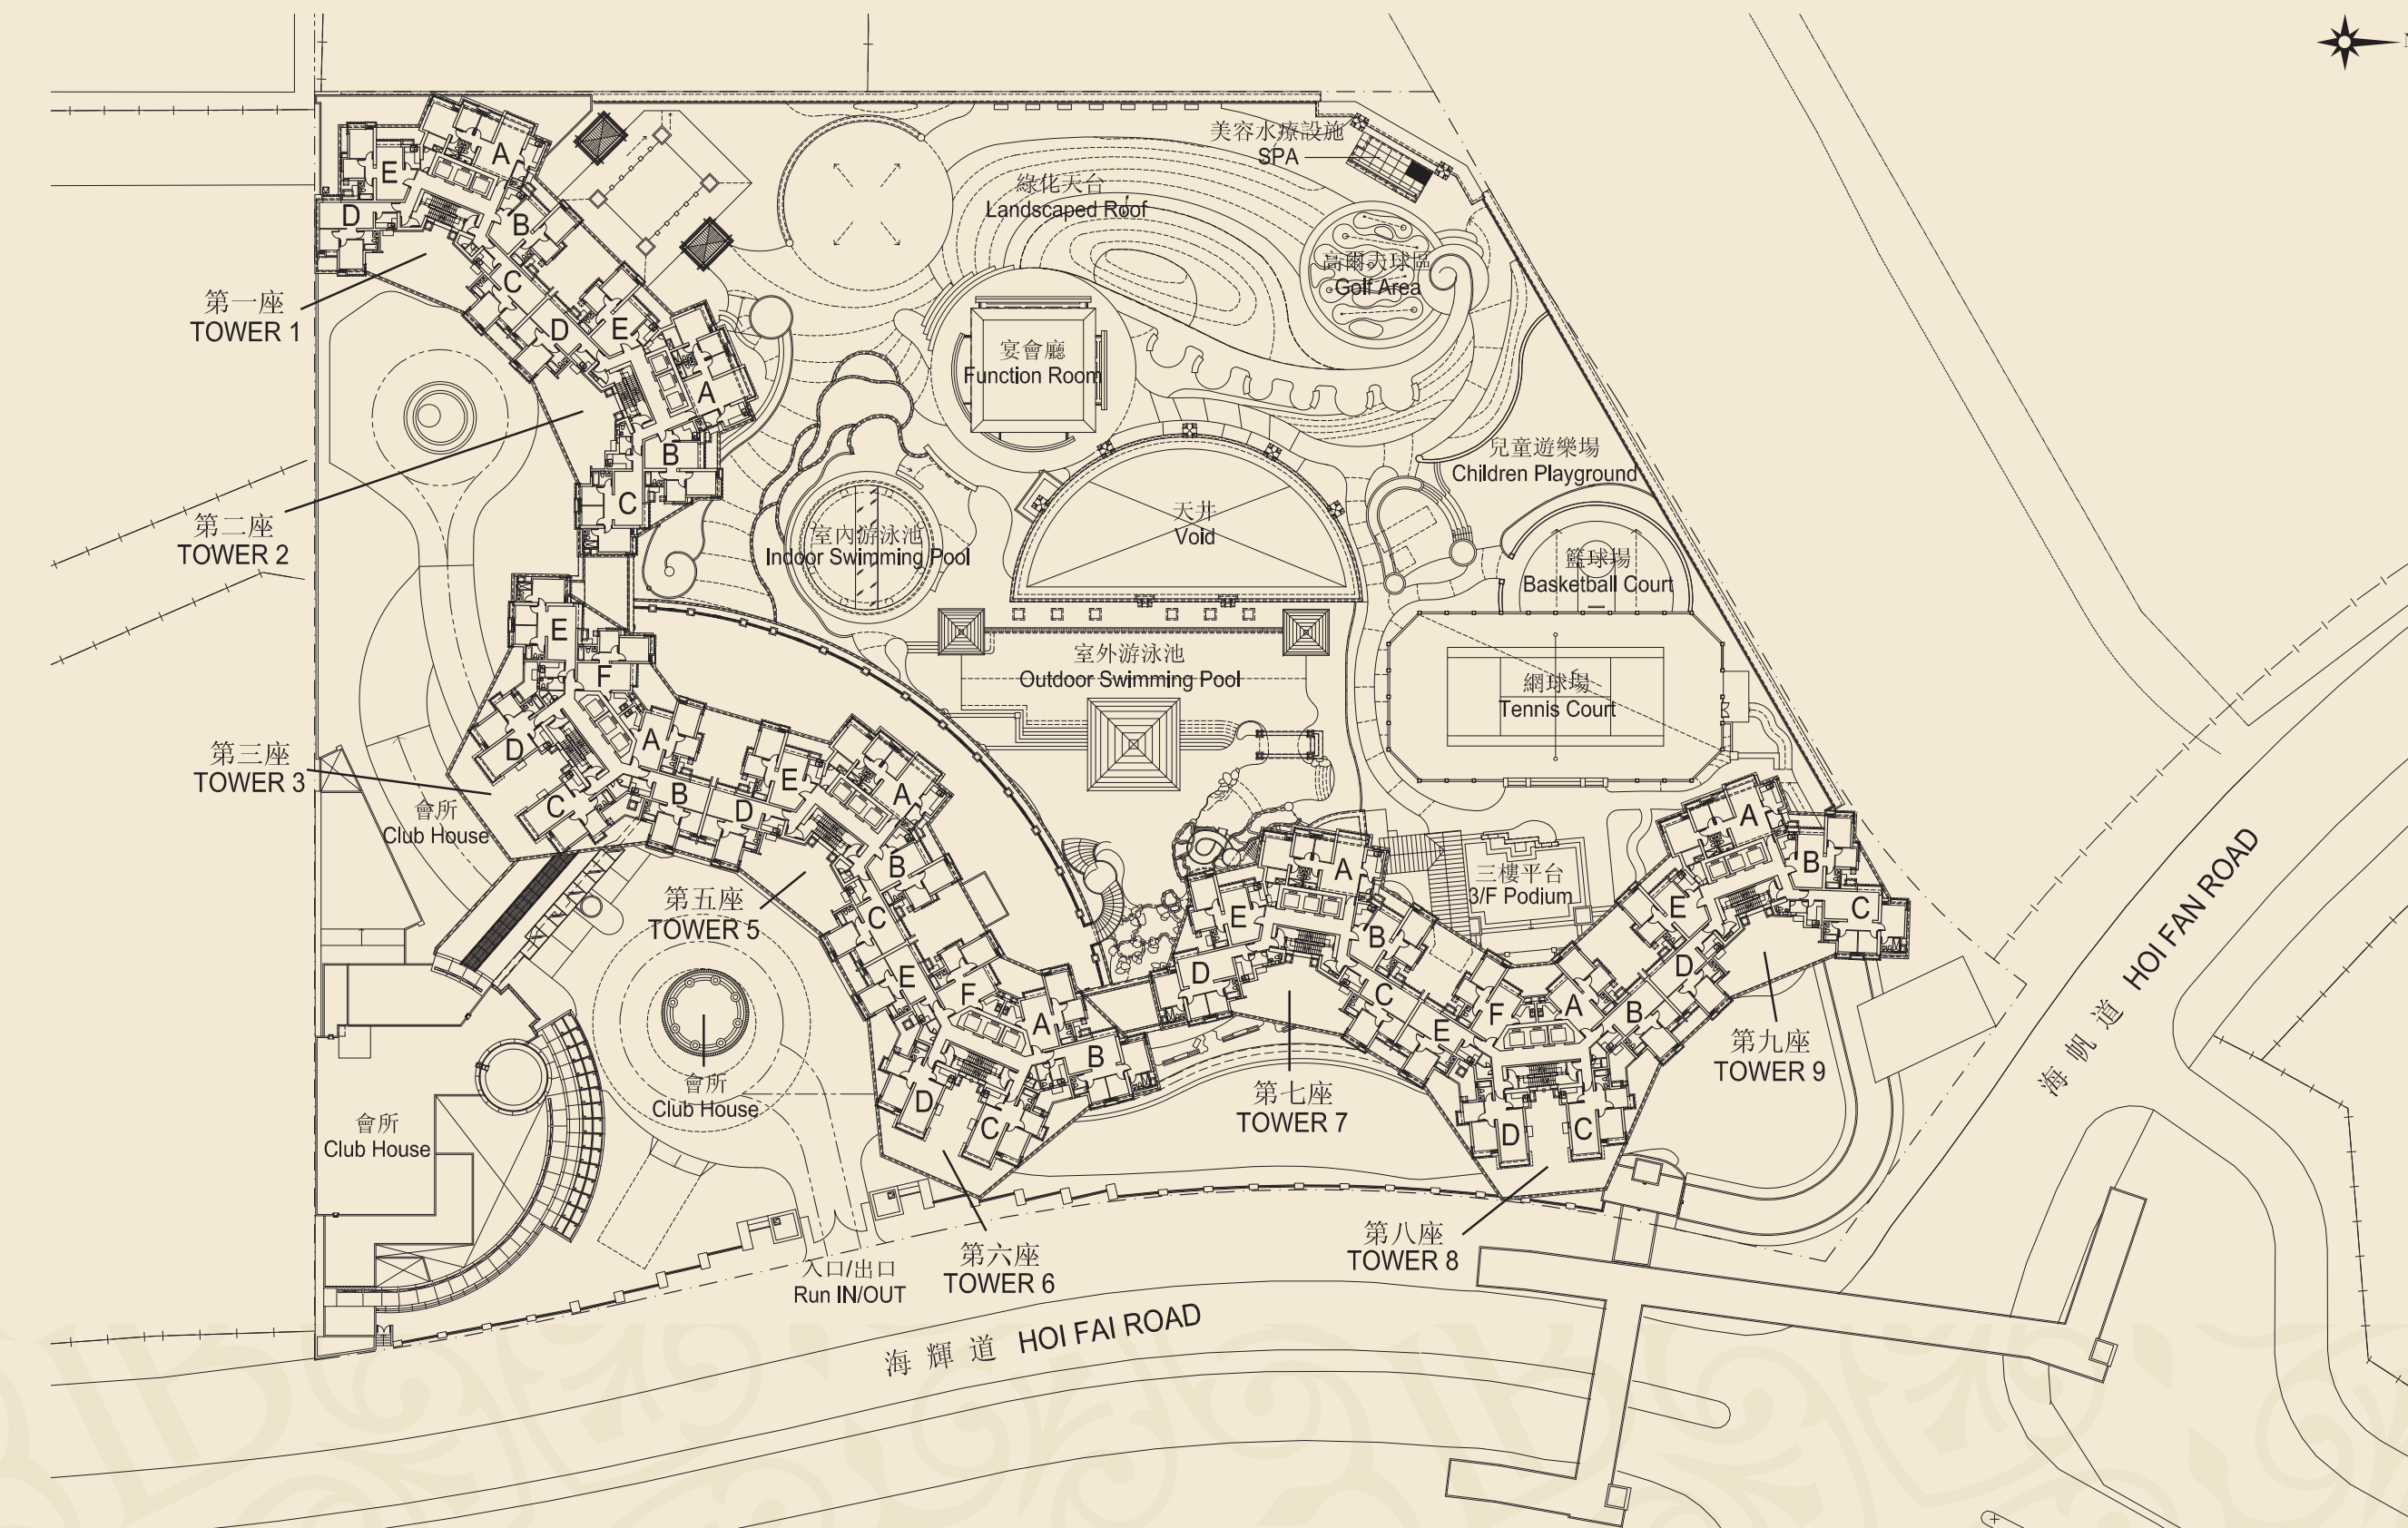 N
美容水療設施
SPA
綠化天台
Landscaped Roof
高爾夫球區
Golf Area
宴會廳
Function Room
兒童遊樂場
Children Playground
天井
Void
室內游泳池
Indoor Swimming Pool
籃球場
Basketball Court
室外游泳池
Outdoor Swimming Pool
網球場
Tennis Court
三樓平台
3/F Podium
A
E
D
B
C
第一座
TOWER 1
D
E
A
B
C
第二座
TOWER 2
E
F
A
D
B
C
第三座
TOWER 3
會所
Club House
E
A
D
B
C
第五座
TOWER 5
E
F
A
B
D
C
第六座
TOWER 6
A
E
B
D
C
第七座
TOWER 7
F
A
E
B
D
C
第八座
TOWER 8
A
B
E
C
D
第九座
TOWER 9
會所
Club House
會所
Club House
入口/出口
Run IN/OUT
海輝道 HOI FAI ROAD
海帆道 HOI FAN ROAD